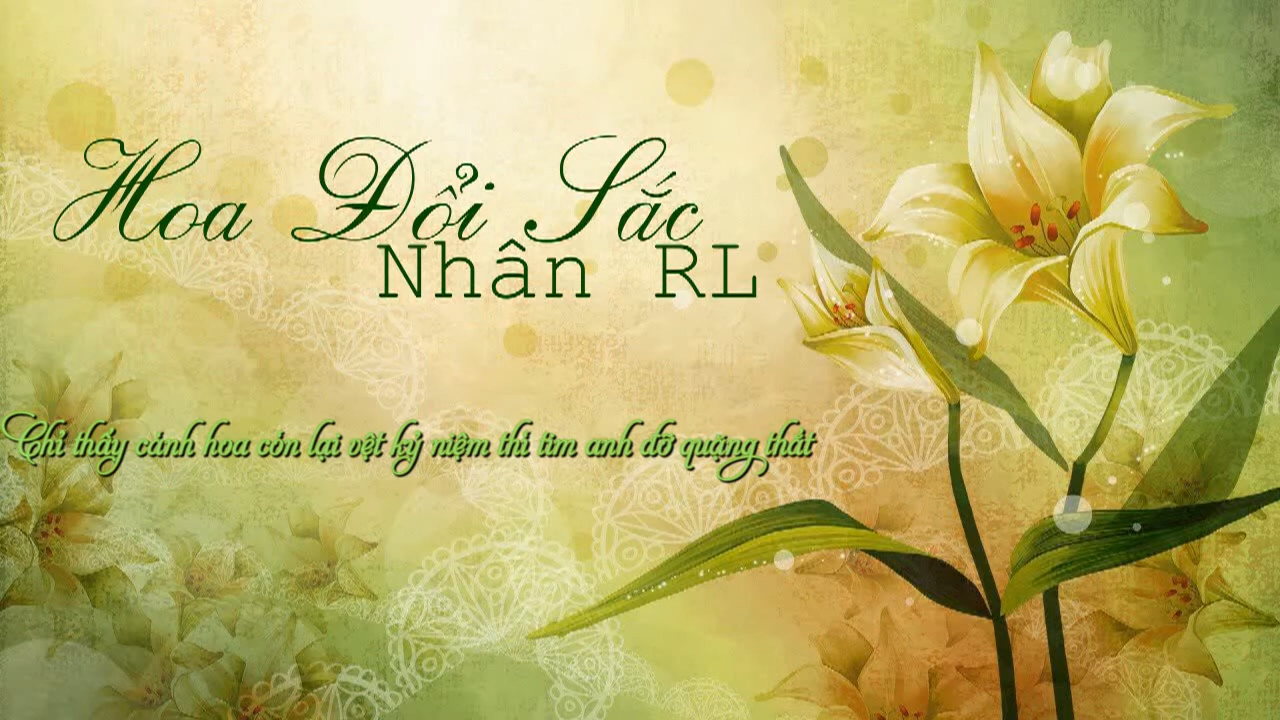 Hoa Đổi Sắc
Nhân RL
Chỉ thấy cánh hoa còn lại vệt kỷ niệm thì tim anh đỡ quặng thắt